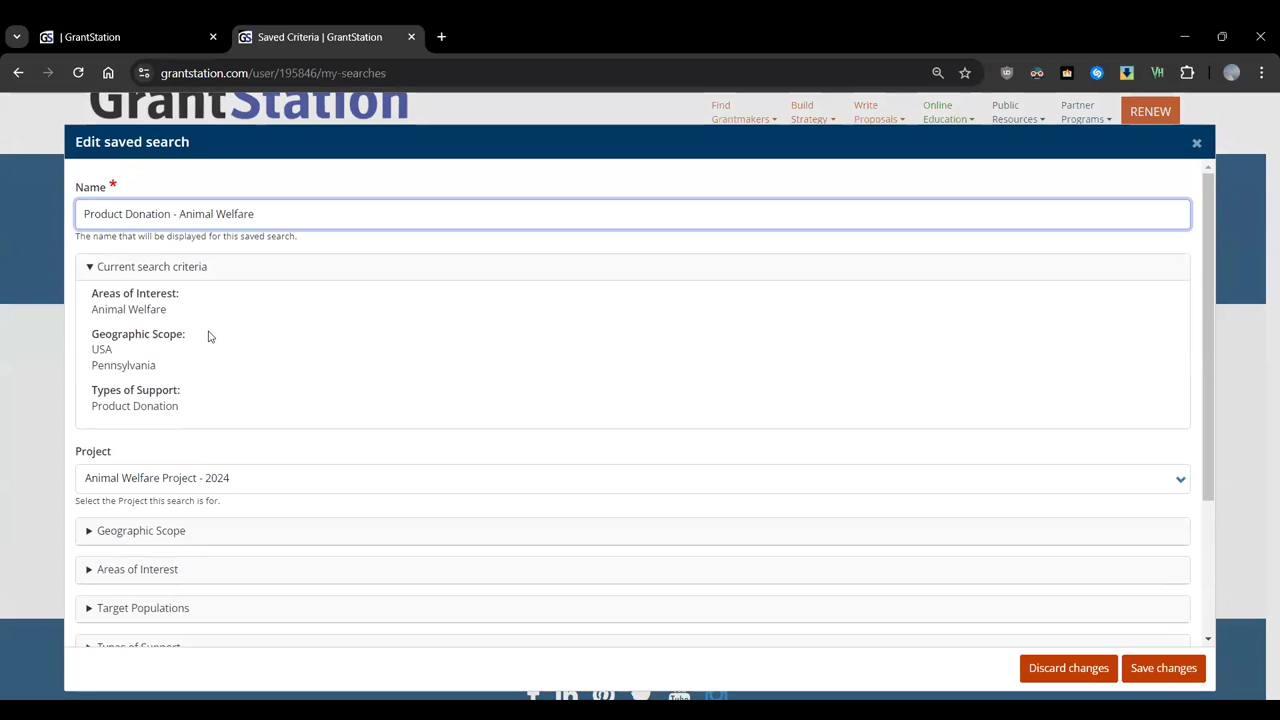 | GrantStation
Saved Criteria | GrantStation
grantstation.com/user/195846/my-searches
GrantStation
Find Grantmakers
Build Strategy
Write Proposals
Online Education
Public Resources
Partner Programs
RENEW
Edit saved search
Name *
Product Donation - Animal Welfare
The name that will be displayed for this saved search.
Current search criteria
Areas of Interest:
Animal Welfare
Geographic Scope:
USA
Pennsylvania
Types of Support:
Product Donation
Project
Animal Welfare Project - 2024
Select the Project this search is for.
Geographic Scope
Areas of Interest
Target Populations
Types of Support
Discard changes
Save changes